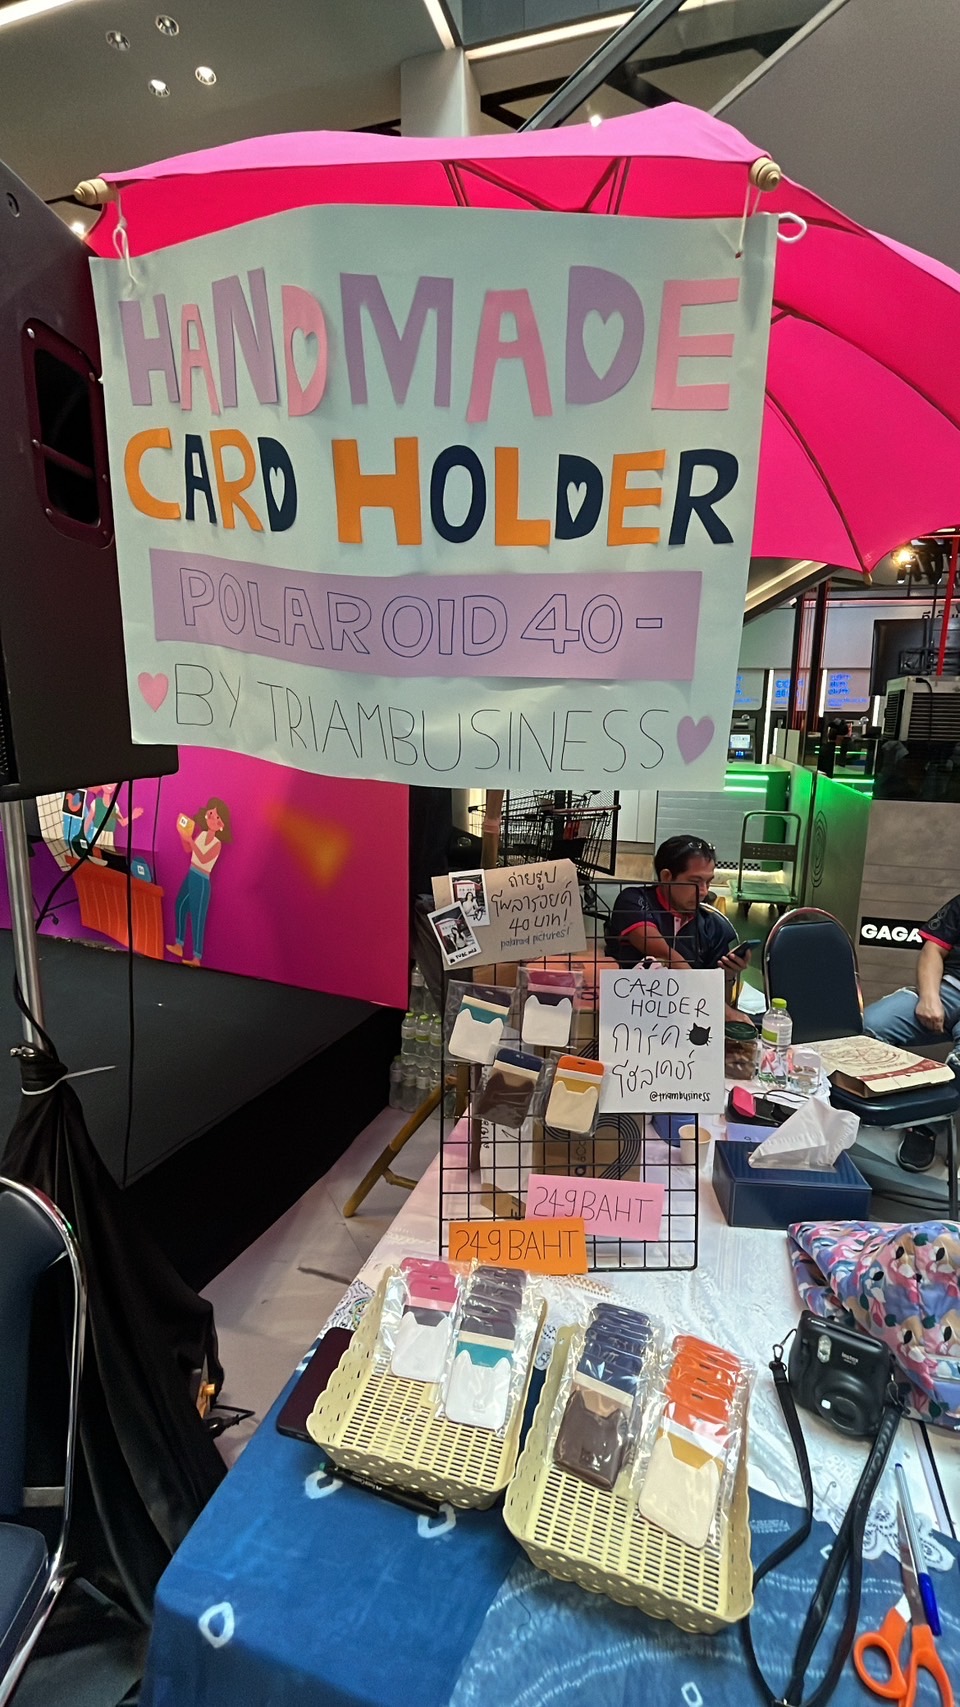 HANDMADE
CARD HOLDER
POLAROID 40-
BY TRIAMBUSINESS
ถ่ายรูป
โพลารอยด์
40 บาท!
polaroid pictures!
CARD
HOLDER
การ์ด
โฮลเดอร์
@triambusiness
249 BAHT
249 BAHT
GAGA
instax